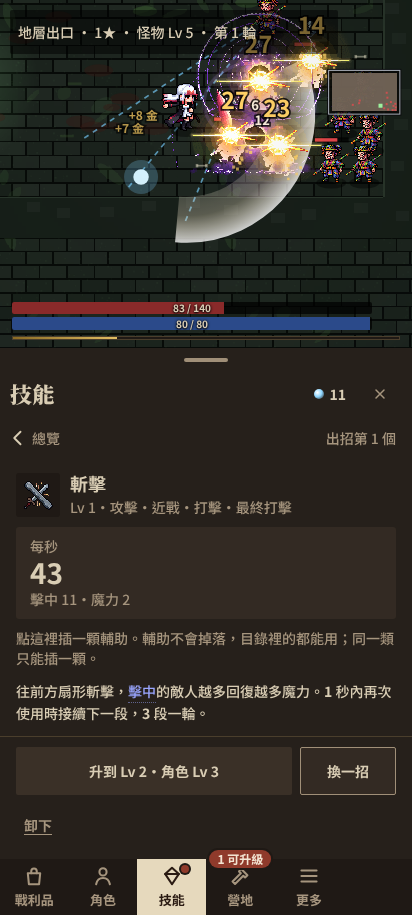 地層出口 · 1★ · 怪物 Lv 5 · 第 1 輪
14
27
27
6
23
12
+8 金
+7 金
83 / 140
80 / 80
技能
11
×
總覽
出招第 1 個
斬擊
Lv 1・攻擊・近戰・打擊・最終打擊
每秒
43
擊中 11・魔力 2
點這裡插一顆輔助。輔助不會掉落，目錄裡的都能用；同一類
只能插一顆。
往前方扇形斬擊，擊中的敵人越多回復越多魔力。1 秒內再次
使用時接續下一段，3 段一輪。
升到 Lv 2・角色 Lv 3
換一招
卸下
1 可升級
戰利品
角色
技能
營地
更多